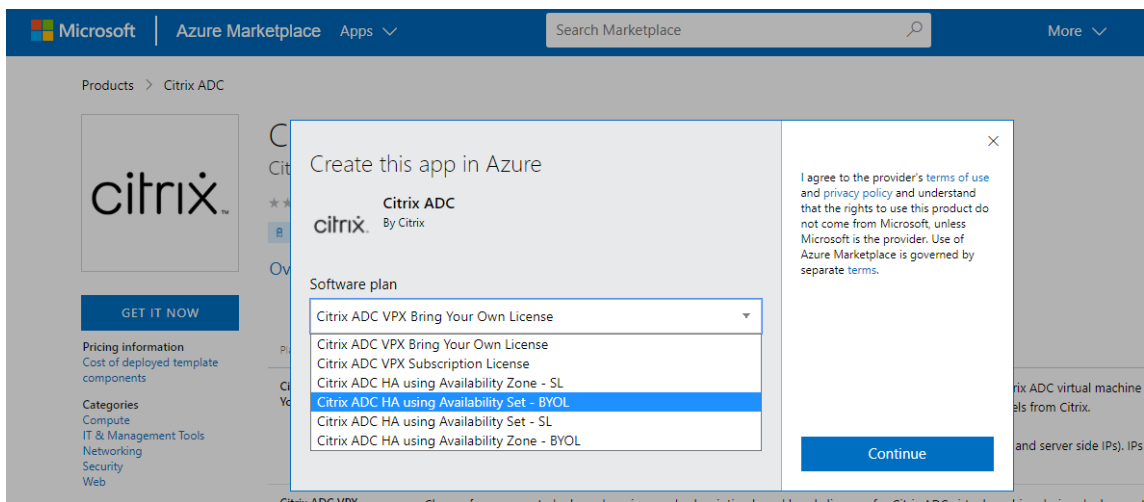 Microsoft Azure Marketplace Apps Search Marketplace More
Products > Citrix ADC
citrix™
GET IT NOW
Pricing information
Cost of deployed template
components
Categories
Compute
IT & Management Tools
Networking
Security
Web
Create this app in Azure
citrix.
Citrix ADC
By Citrix
Software plan
Citrix ADC VPX Bring Your Own License
Citrix ADC VPX Bring Your Own License
Citrix ADC VPX Subscription License
Citrix ADC HA using Availability Zone - SL
Citrix ADC HA using Availability Set - BYOL
Citrix ADC HA using Availability Set - SL
Citrix ADC HA using Availability Zone - BYOL
I agree to the provider's terms of use
and privacy policy and understand
that the rights to use this product do
not come from Microsoft, unless
Microsoft is the provider. Use of
Azure Marketplace is governed by
separate terms.
Continue
ADC virtual machine
from Citrix.
and server side IPs). IPs